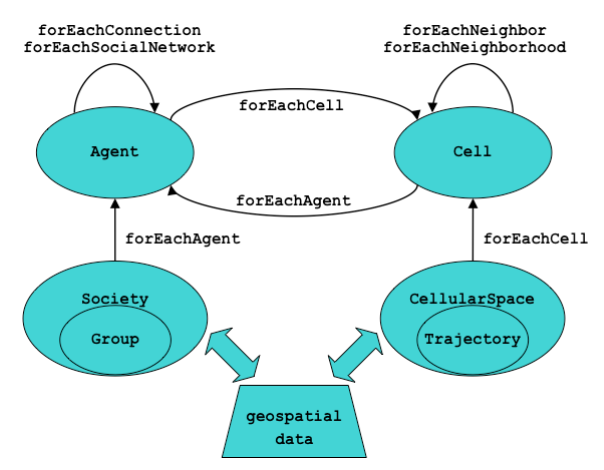 forEachConnection
forEachSocialNetwork
forEachNeighbor
forEachNeighborhood
forEachCell
Agent
Cell
forEachAgent
forEachAgent
forEachCell
Society
CellularSpace
Group
Trajectory
geospatial
data